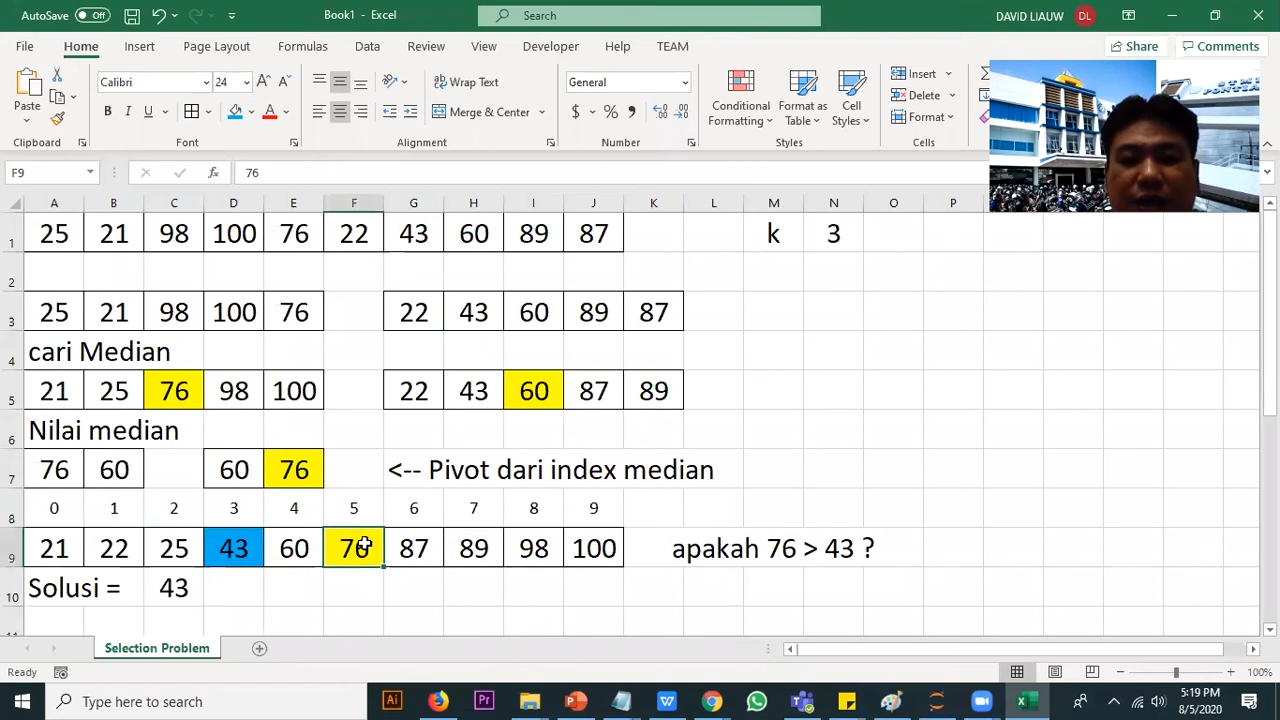 AutoSave Off Book1 - Excel Search DAVID LIAUW DL
File Home Insert Page Layout Formulas Data Review View Developer Help TEAM Share Comments
Paste Calibri 24 Wrap Text General Conditional Formatting Format as Table Cell Styles Insert
B I U Merge & Center $ % Delete
Format
Clipboard Font Alignment Number Styles Cells
F9 fx 76
A B C D E F G H I J K L M N O P
1 25 21 98 100 76 22 43 60 89 87 k 3
2
3 25 21 98 100 76 22 43 60 89 87
4 cari Median
5 21 25 76 98 100 22 43 60 87 89
6 Nilai median
7 76 60 60 76 <-- Pivot dari index median
8 0 1 2 3 4 5 6 7 8 9
9 21 22 25 43 60 76 87 89 98 100 apakah 76 > 43 ?
10 Solusi = 43
Selection Problem
Ready 100%
Type here to search 5:19 PM
8/5/2020